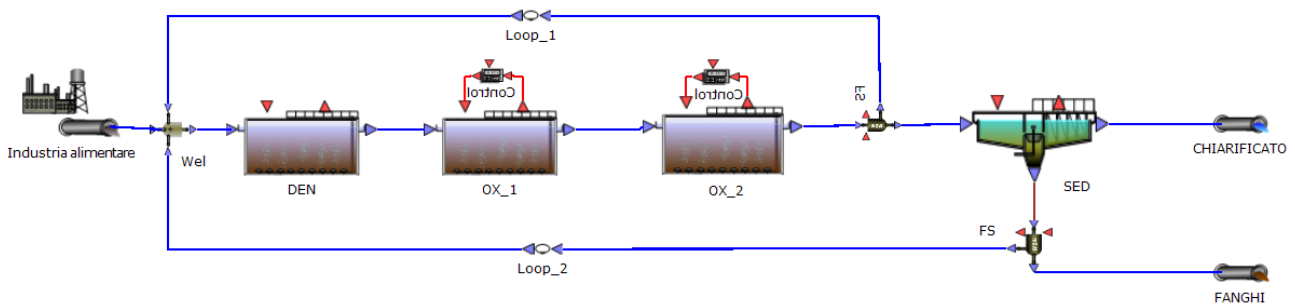 Loop_1
Control
Control
FS
Industria alimentare
Wel
DEN
OX_1
OX_2
SED
CHIARIFICATO
FS
Loop_2
FANGHI